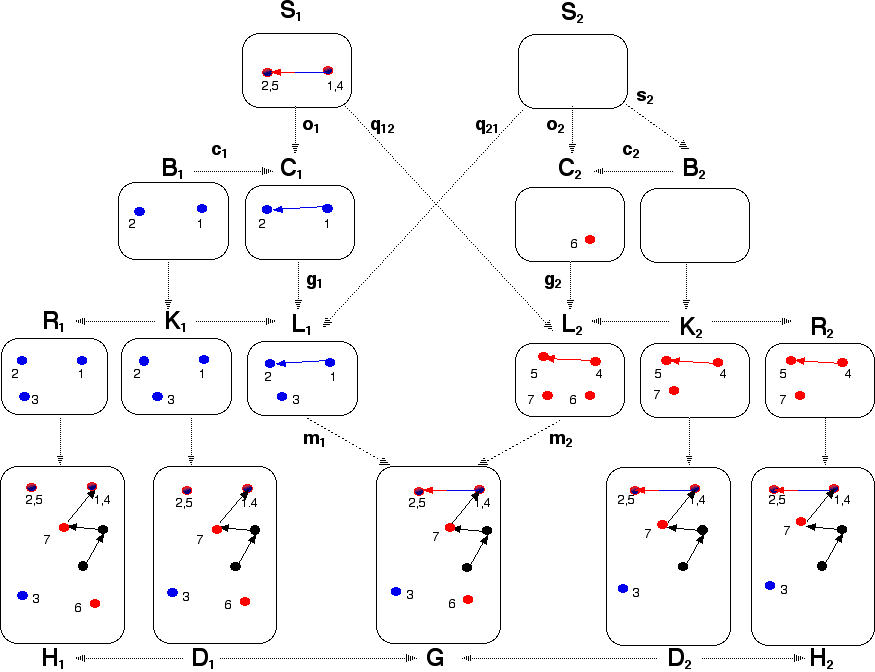 S₁ S₂
2,5 1,4
s₂
o₁ q₁₂ q₂₁ o₂
c₁ c₂
B₁ C₁ C₂ B₂
2 1 2 1
6
g₁ g₂
R₁ K₁ L₁ L₂ K₂ R₂
2 1 2 1 2 1 5 4 5 4 5 4
3 3 3 7 6 7 7
m₁ m₂
2,5 1,4 2,5 1,4 2,5 1,4 2,5 1,4 2,5 1,4
7 7 7 7 7
3 3 3 3 3
6 6 6
H₁ D₁ G D₂ H₂